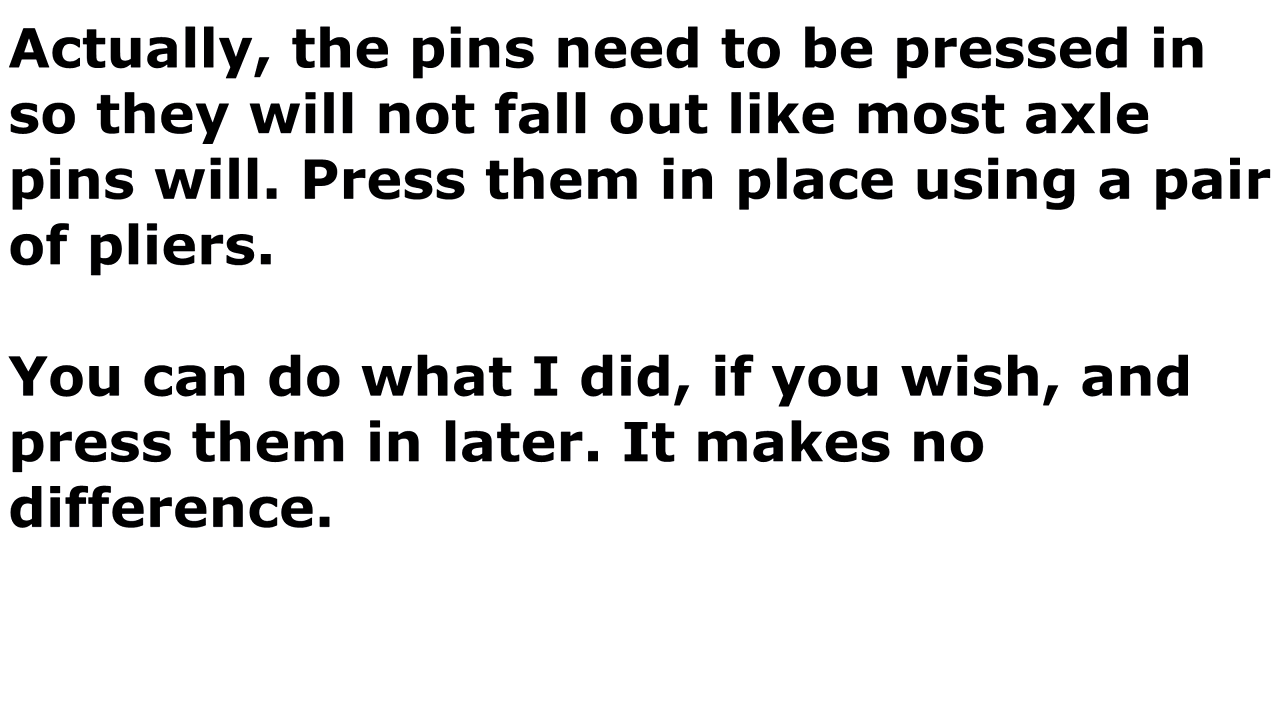 Actually, the pins need to be pressed in
so they will not fall out like most axle
pins will. Press them in place using a pair
of pliers.
You can do what I did, if you wish, and
press them in later. It makes no
difference.